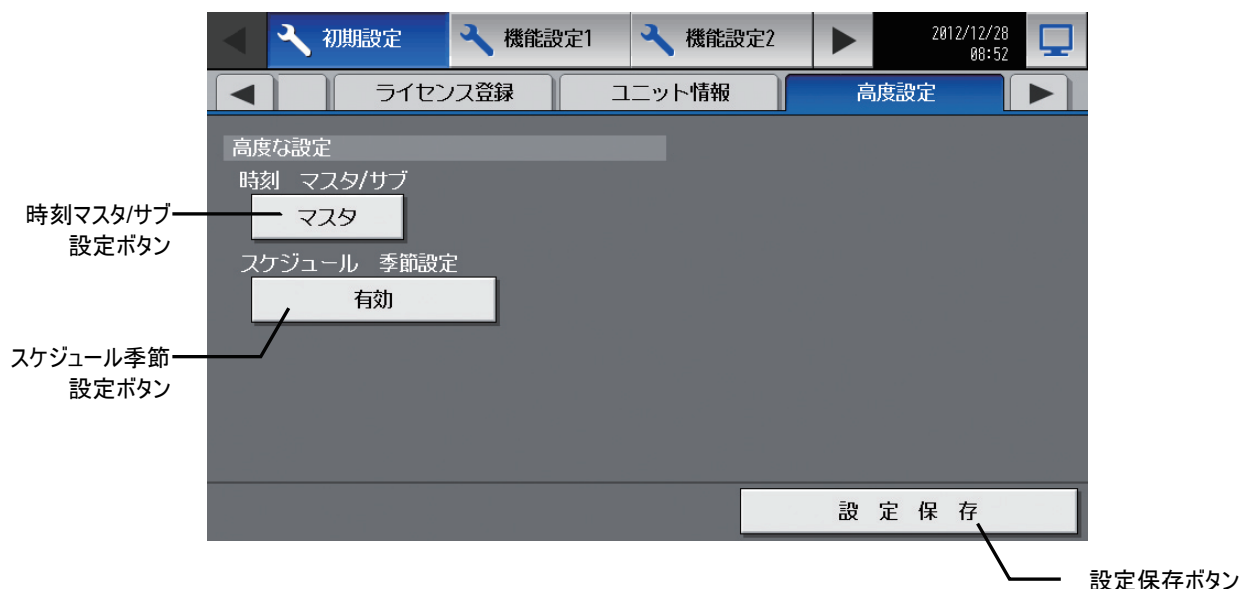 初期設定
機能設定1
機能設定2
2012/12/28
08:52
ライセンス登録
ユニット情報
高度設定
高度な設定
時刻 マスタ/サブ
マスタ
時刻マスタ/サブ
設定ボタン
スケジュール 季節設定
有効
スケジュール季節
設定ボタン
設 定 保 存
設定保存ボタン